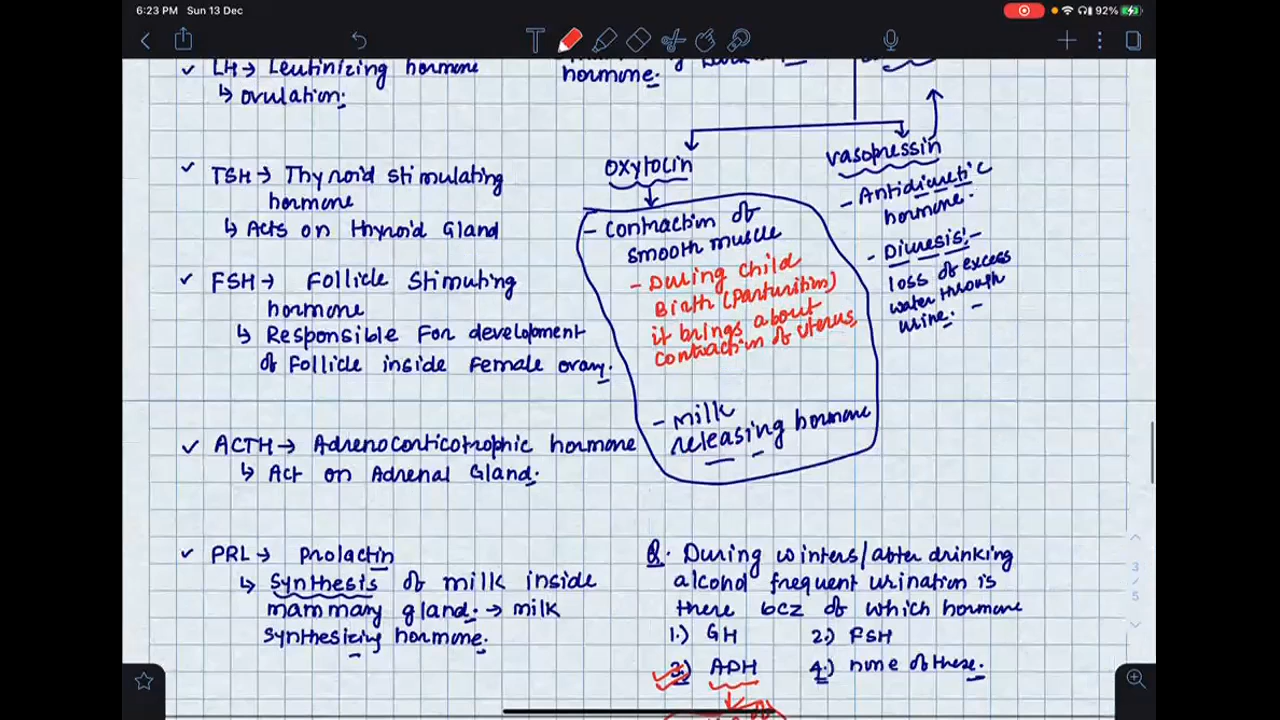 6:23 PM Sun 13 Dec
92%
LH → Leutinizing hormone
↳ ovulation.
TSH → Thyroid stimulating
hormone
↳ Acts on thyroid Gland
FSH → Follicle Stimuting
hormone
↳ Responsible For development
of Follicle inside Female ovary.
ACTH → Adrenocorticotrophic hormone
↳ Act on Adrenal Gland.
PRL → Prolactin
↳ Synthesis of milk inside
mammary gland. → milk
synthesizing hormone.
hormone.
oxytocin
- Contraction of
smooth muscle
- During child
Birth (Parturition)
it brings about
contraction of uterus,
- milk
releasing hormone
vasopressin
- Antidiuretic
hormone.
- Diuresis:-
loss of excess
water through
urine. -
Q. During winters/after drinking
alcohol frequent urination is
there bcz of which hormone
1.) GH 2.) FSH
3.) ADH 4.) none of these.
3
5